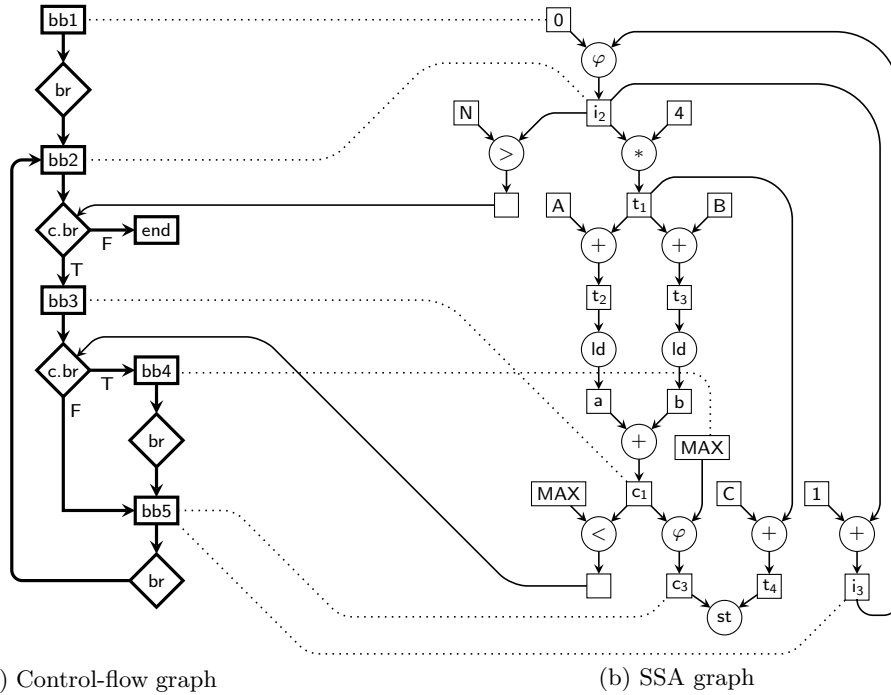 bb1
0
φ
br
N
i₂
4
>
*
bb2
A
t₁
B
c.br
end
F
+
+
T
bb3
t₂
t₃
c.br
bb4
ld
ld
T
F
a
b
br
+
MAX
MAX
c₁
C
1
bb5
<
φ
+
+
br
c₃
t₄
i₃
st
) Control-flow graph
(b) SSA graph